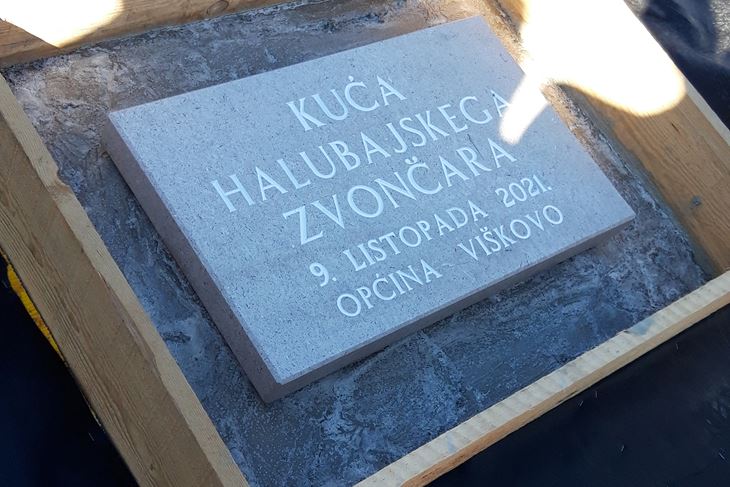 KUĆA
HALUBAJSKEGA
ZVONČARA
9. LISTOPADA 2021.
OPĆINA VIŠKOVO